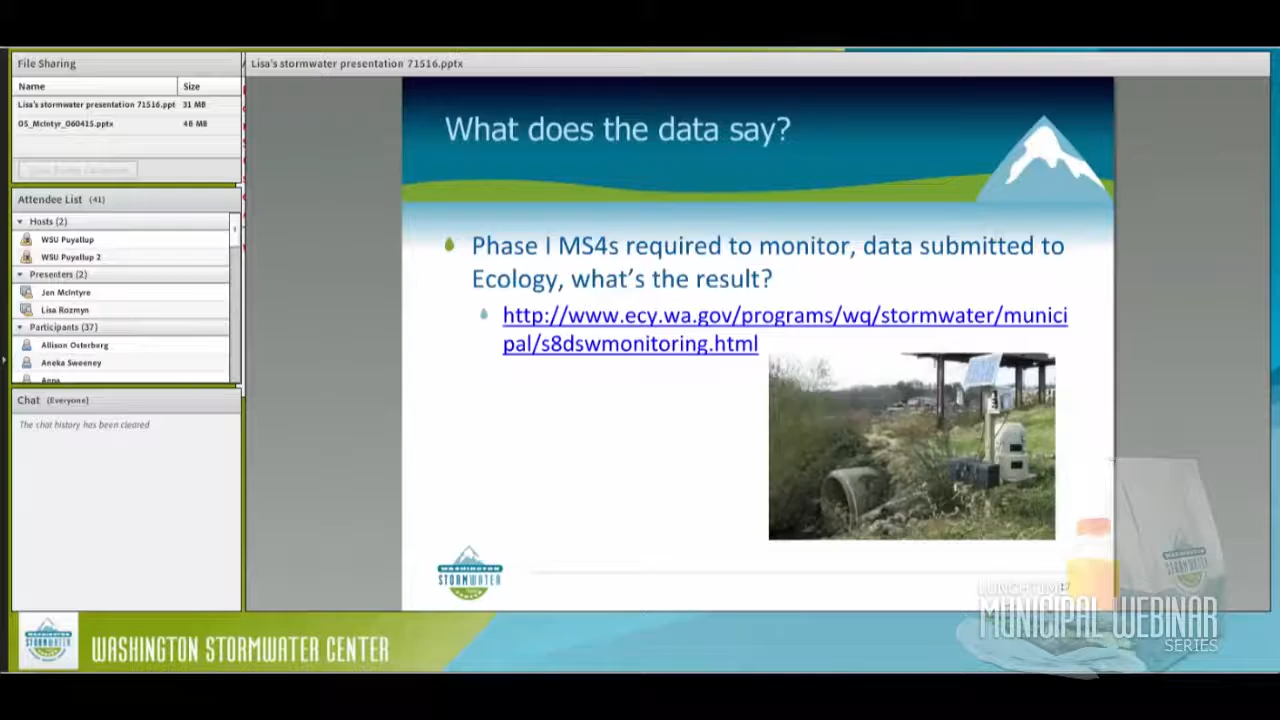 File Sharing
Name
Size
Lisa's stormwater presentation 71516.ppt
31 MB
05_McIntyr_060415.pptx
48 MB
Attendee List (41)
Hosts (2)
WSU Puyallup
WSU Puyallup 2
Presenters (2)
Jen McIntyre
Lisa Rozmyn
Participants (37)
Allison Osterberg
Aneka Sweeney
Anna
Chat (Everyone)
The chat history has been cleared
Lisa's stormwater presentation 71516.pptx
What does the data say?
Phase I MS4s required to monitor, data submitted to
Ecology, what's the result?
http://www.ecy.wa.gov/programs/wq/stormwater/munici
pal/s8dswmonitoring.html
WASHINGTON
STORMWATER
WASHINGTON STORMWATER CENTER
LUNCHTIME
MUNICIPAL WEBINAR
SERIES